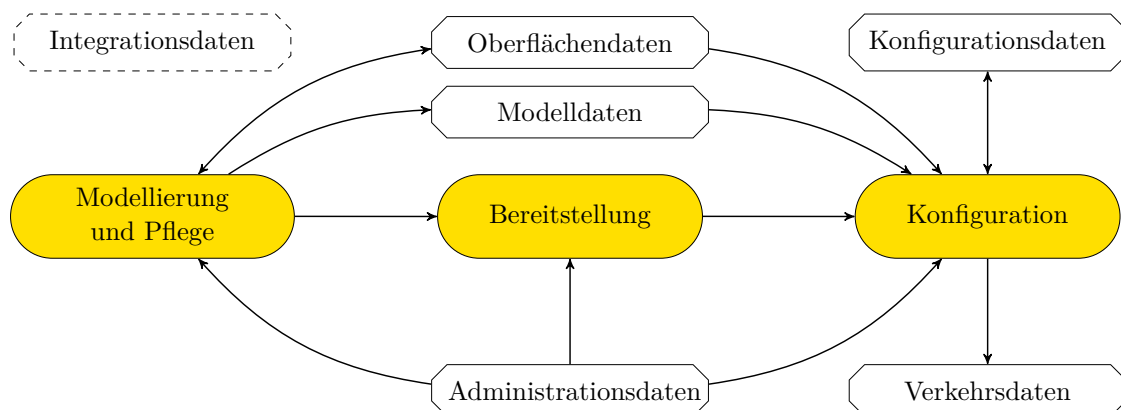 Integrationsdaten
Oberflächendaten
Konfigurationsdaten
Modelldaten
Modellierung
und Pflege
Bereitstellung
Konfiguration
Administrationsdaten
Verkehrsdaten